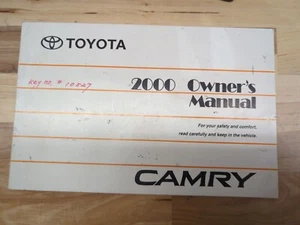 TOYOTA
2000 Owner's
Manual
For your safety and comfort,
read carefully and keep in the vehicle.
CAMRY